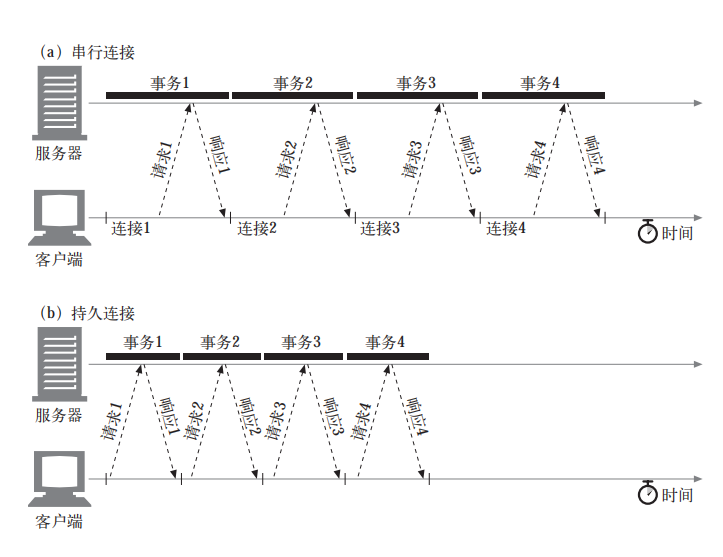 (a) 串行连接
事务1 事务2 事务3 事务4
服务器
请求1 响应1 请求2 响应2 请求3 响应3 请求4 响应4
连接1 连接2 连接3 连接4
时间
客户端
(b) 持久连接
事务1 事务2 事务3 事务4
服务器
请求1 响应1 请求2 响应2 请求3 响应3 请求4 响应4
时间
客户端